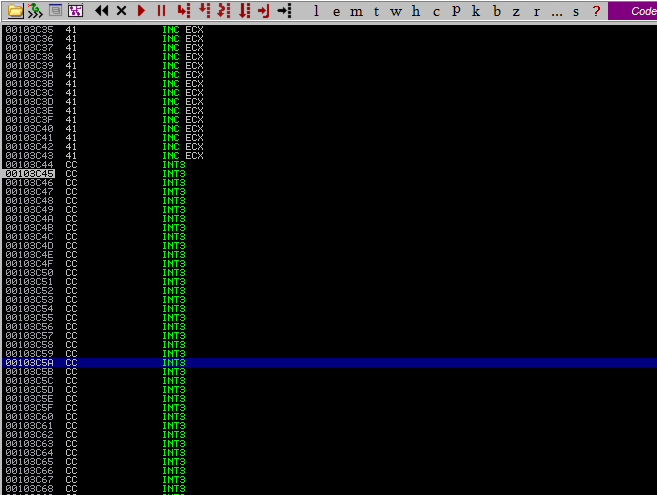 l e m t w h c p k b z r ... s ? Code
00103C35 41 INC ECX
00103C36 41 INC ECX
00103C37 41 INC ECX
00103C38 41 INC ECX
00103C39 41 INC ECX
00103C3A 41 INC ECX
00103C3B 41 INC ECX
00103C3C 41 INC ECX
00103C3D 41 INC ECX
00103C3E 41 INC ECX
00103C3F 41 INC ECX
00103C40 41 INC ECX
00103C41 41 INC ECX
00103C42 41 INC ECX
00103C43 41 INC ECX
00103C44 CC INT3
00103C45 CC INT3
00103C46 CC INT3
00103C47 CC INT3
00103C48 CC INT3
00103C49 CC INT3
00103C4A CC INT3
00103C4B CC INT3
00103C4C CC INT3
00103C4D CC INT3
00103C4E CC INT3
00103C4F CC INT3
00103C50 CC INT3
00103C51 CC INT3
00103C52 CC INT3
00103C53 CC INT3
00103C54 CC INT3
00103C55 CC INT3
00103C56 CC INT3
00103C57 CC INT3
00103C58 CC INT3
00103C59 CC INT3
00103C5A CC INT3
00103C5B CC INT3
00103C5C CC INT3
00103C5D CC INT3
00103C5E CC INT3
00103C5F CC INT3
00103C60 CC INT3
00103C61 CC INT3
00103C62 CC INT3
00103C63 CC INT3
00103C64 CC INT3
00103C65 CC INT3
00103C66 CC INT3
00103C67 CC INT3
00103C68 CC INT3